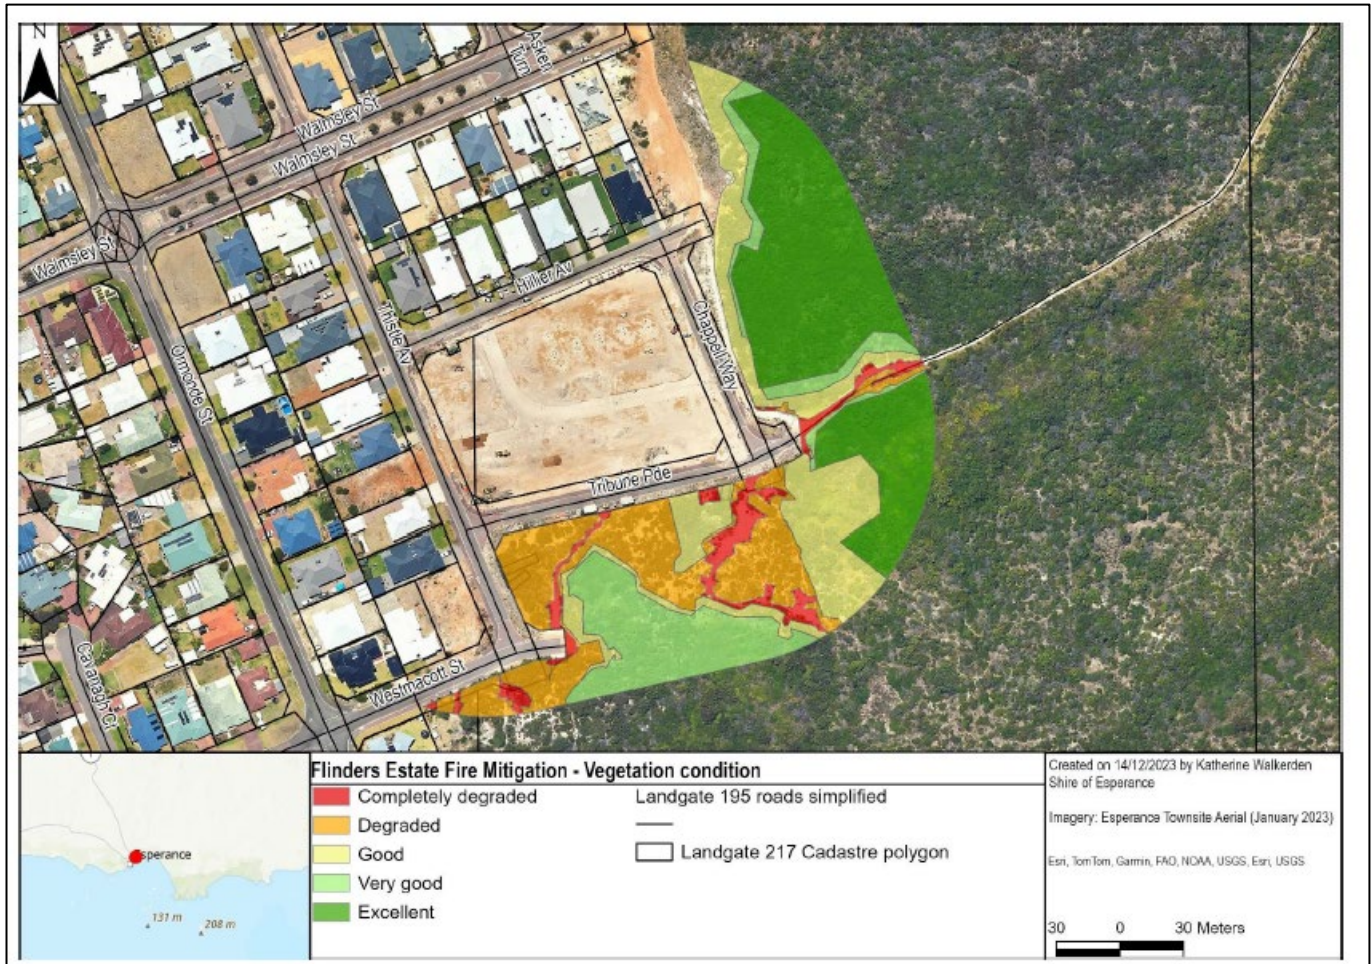 N
Asken
Turn
Walmsley St
Walmsley St
Walmsley St
Hillier Av
Thistle Av
Chappell Way
Ormonde St
Tribune Pde
Westmacott St
Cavanagh Ct
Esperance
131 m
208 m
Flinders Estate Fire Mitigation - Vegetation condition
Completely degraded
Degraded
Good
Very good
Excellent
Landgate 195 roads simplified
Landgate 217 Cadastre polygon
Created on 14/12/2023 by Katherine Walkerden
Shire of Esperance
Imagery: Esperance Townsite Aerial (January 2023)
Esri, TomTom, Garmin, FAO, NOAA, USGS, Esri, USGS
30 0 30 Meters